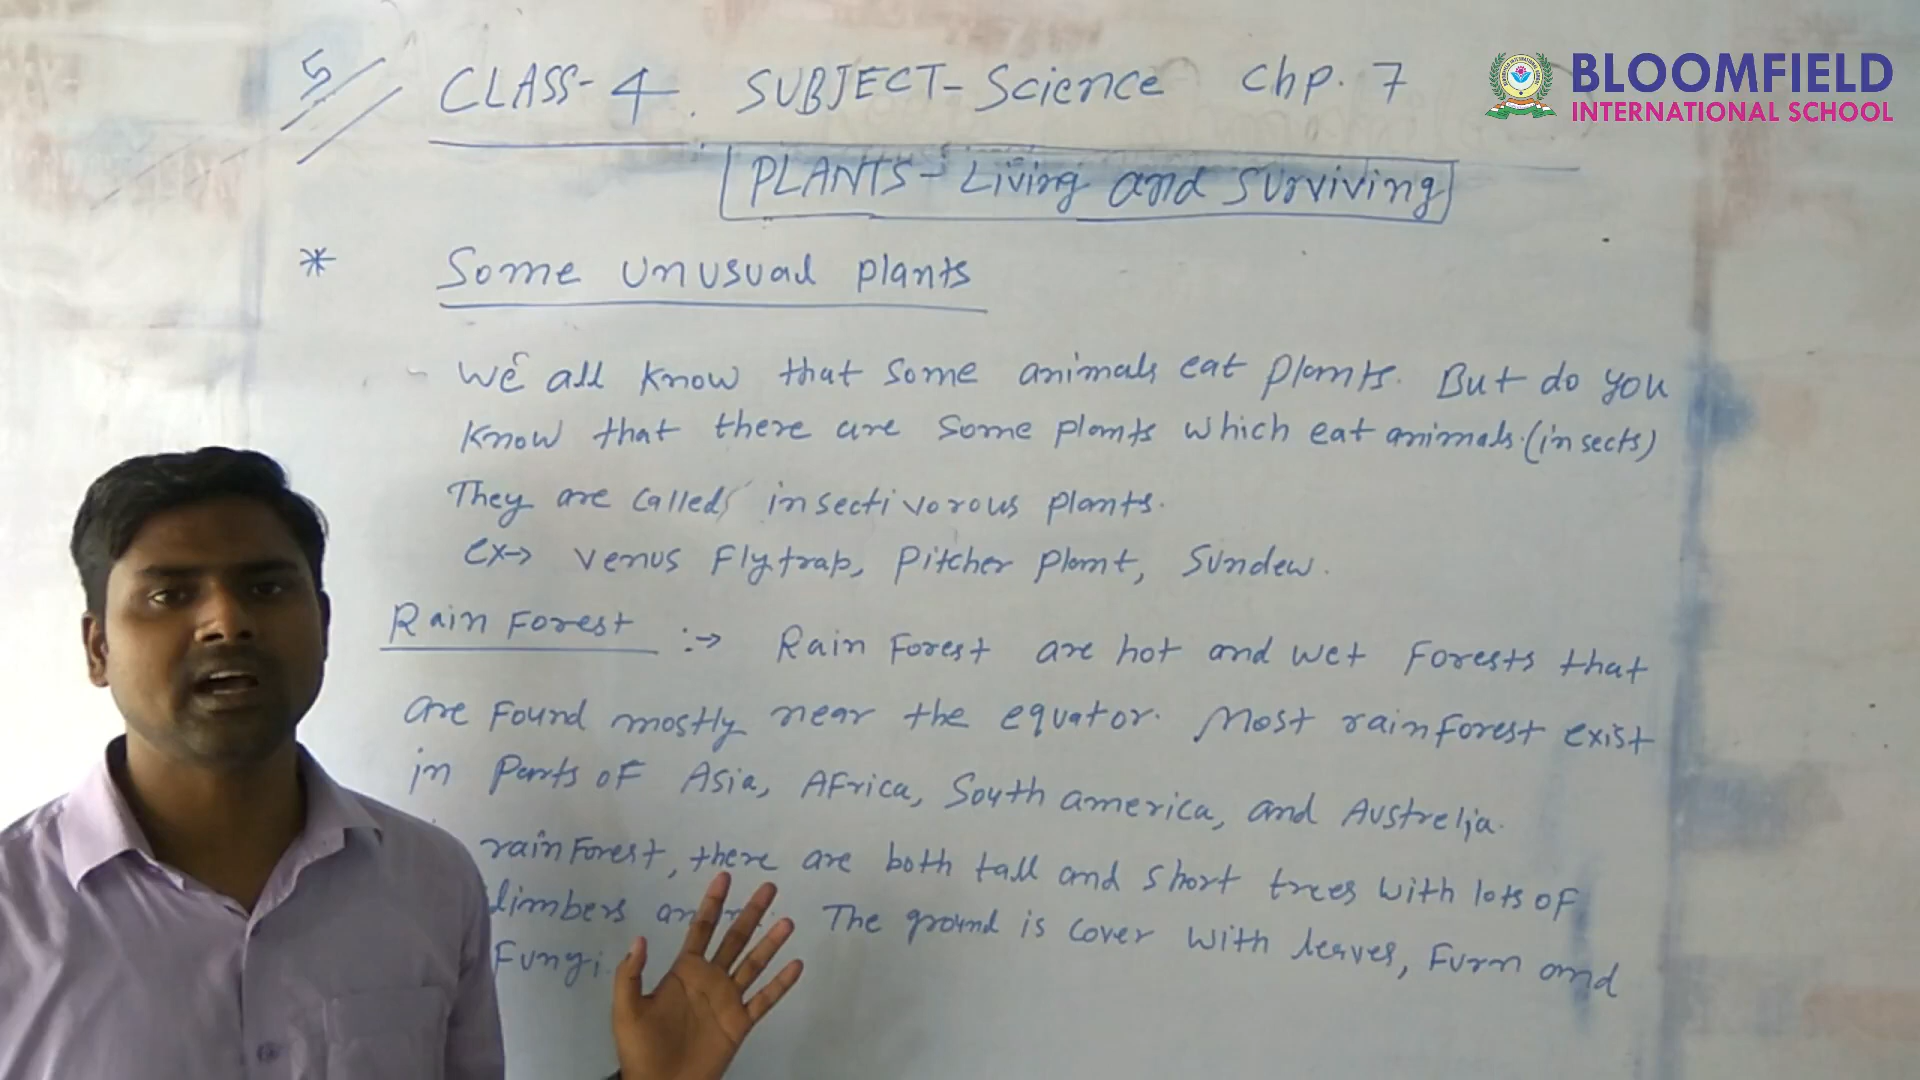 BLOOMFIELD
INTERNATIONAL SCHOOL
5 CLASS-4. SUBJECT-Science Chp. 7
PLANTS- Living and Surviving
* Some unusual plants
- We all know that some animals eat plants. But do you
know that there are some plants which eat animals.(insects)
They are called insectivorous plants.
ex→ Venus Flytrap, Pitcher plant, Sundew.
Rain Forest :→ Rain Forest are hot and wet forests that
are found mostly near the equator. Most rainforest exist
in Parts of Asia, Africa, South america, and Austrelia.
rainforest, there are both tall and short trees with lots of
limbers The ground is cover with leaves, Furn and
Fungi.